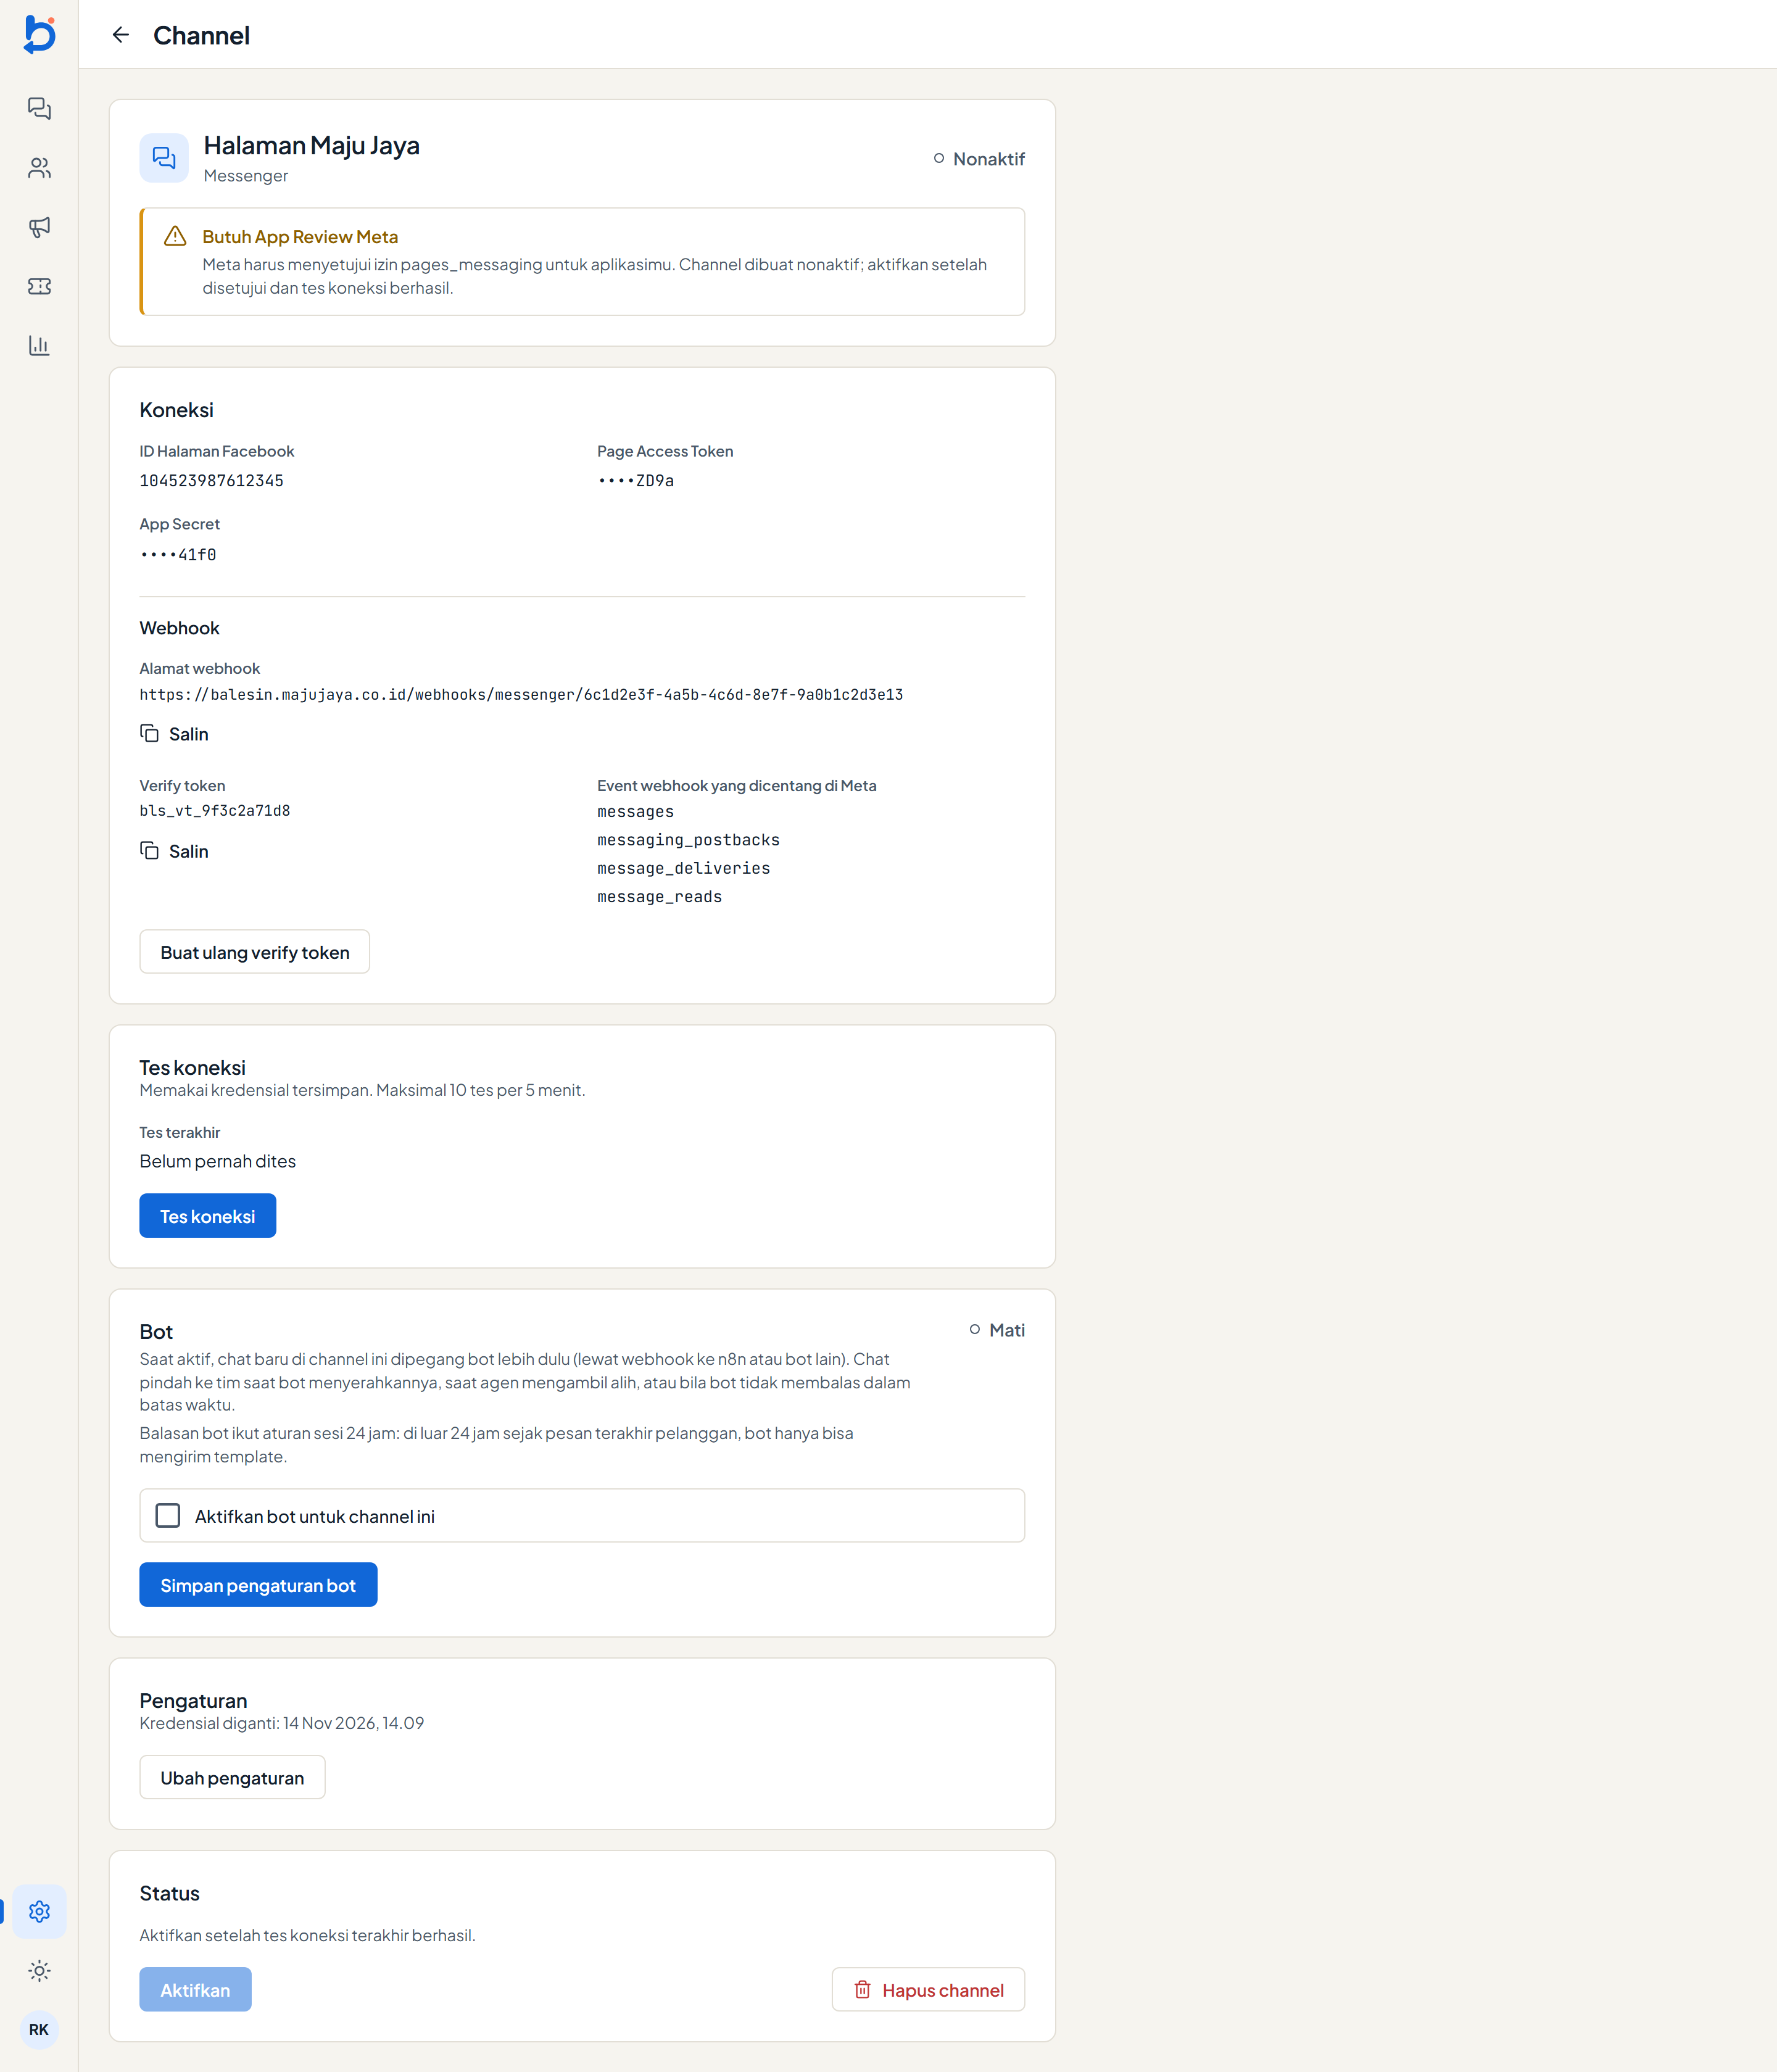 Channel
Halaman Maju Jaya
Messenger
Nonaktif
Butuh App Review Meta
Meta harus menyetujui izin pages_messaging untuk aplikasimu. Channel dibuat nonaktif; aktifkan setelah
disetujui dan tes koneksi berhasil.
Koneksi
ID Halaman Facebook
104523987612345
Page Access Token
••••ZD9a
App Secret
••••41f0
Webhook
Alamat webhook
https://balesin.majujaya.co.id/webhooks/messenger/6c1d2e3f-4a5b-4c6d-8e7f-9a0b1c2d3e13
Salin
Verify token
bls_vt_9f3c2a71d8
Salin
Event webhook yang dicentang di Meta
messages
messaging_postbacks
message_deliveries
message_reads
Buat ulang verify token
Tes koneksi
Memakai kredensial tersimpan. Maksimal 10 tes per 5 menit.
Tes terakhir
Belum pernah dites
Tes koneksi
Bot
Mati
Saat aktif, chat baru di channel ini dipegang bot lebih dulu (lewat webhook ke n8n atau bot lain). Chat
pindah ke tim saat bot menyerahkannya, saat agen mengambil alih, atau bila bot tidak membalas dalam
batas waktu.
Balasan bot ikut aturan sesi 24 jam: di luar 24 jam sejak pesan terakhir pelanggan, bot hanya bisa
mengirim template.
Aktifkan bot untuk channel ini
Simpan pengaturan bot
Pengaturan
Kredensial diganti: 14 Nov 2026, 14.09
Ubah pengaturan
Status
Aktifkan setelah tes koneksi terakhir berhasil.
Aktifkan
Hapus channel
RK